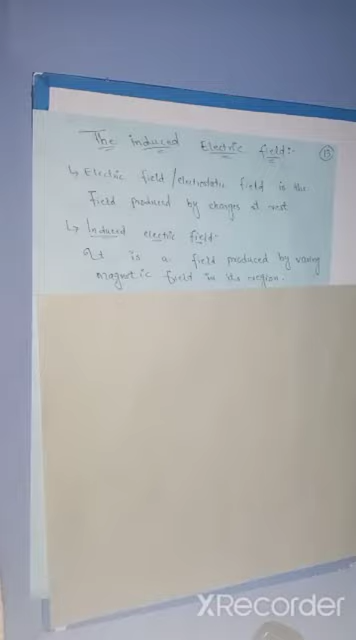 The induced Electric field:-
13
↳ Electric field / electrostatic field is the
Field produced by charges at rest
↳ Induced electric field-
It is a field produced by varying
magnetic field in the region.
XRecorder